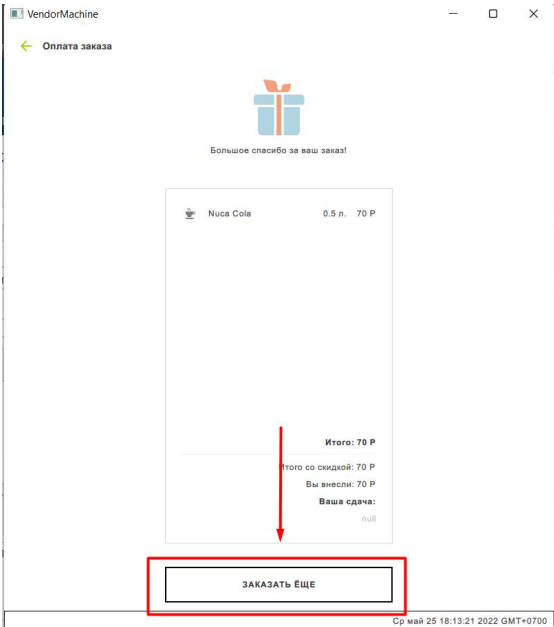 VendorMachine
Оплата заказа
Большое спасибо за ваш заказ!
Nuca Cola 0.5 л. 70 Р
Итого: 70 Р
Итого со скидкой: 70 Р
Вы внесли: 70 Р
Ваша сдача:
null
ЗАКАЗАТЬ ЁЩЕ
Ср май 25 18:13:21 2022 GMT+0700